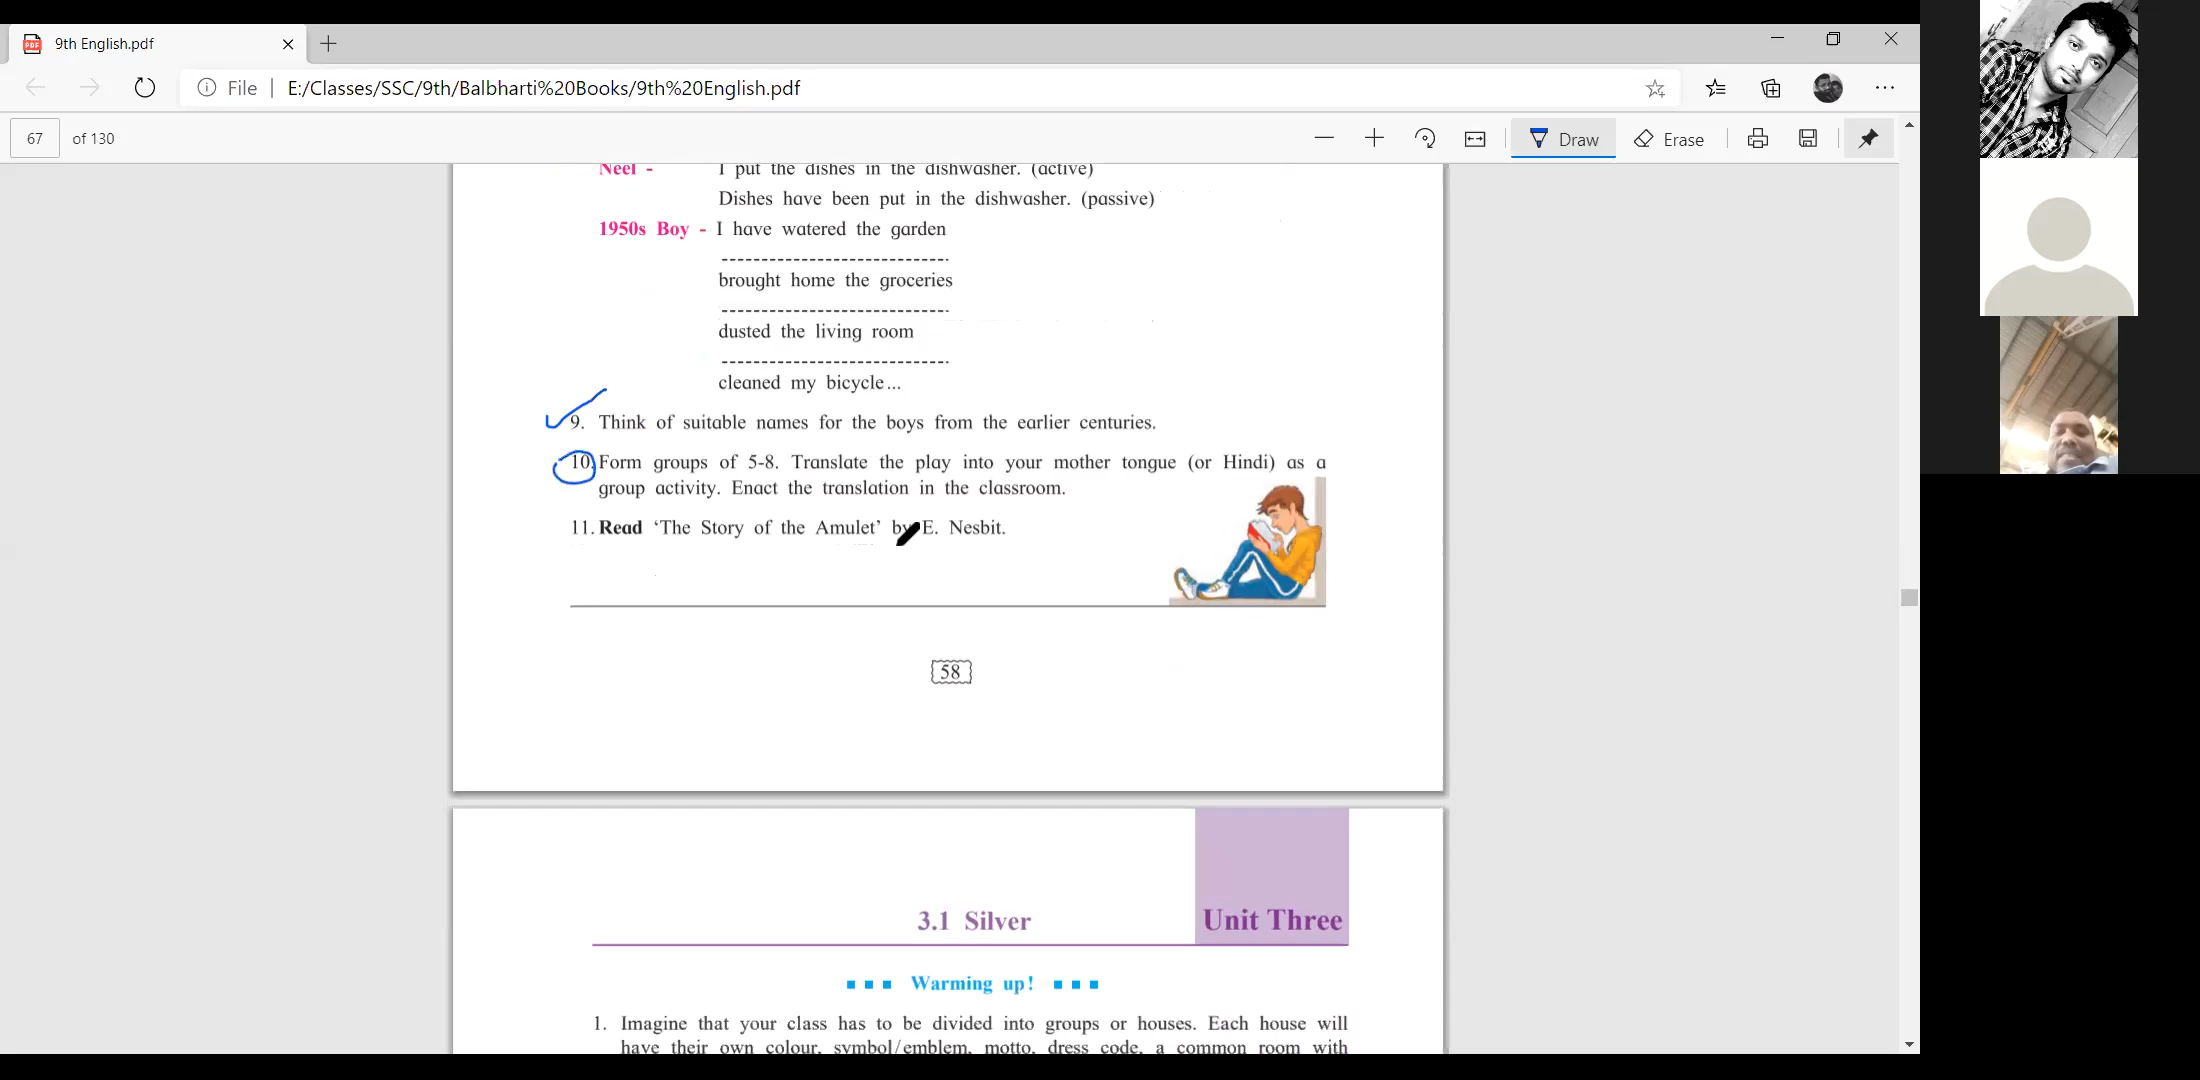 9th English.pdf
File | E:/Classes/SSC/9th/Balbharti%20Books/9th%20English.pdf
67 of 130
Draw
Erase
Neel - I put the dishes in the dishwasher. (active)
Dishes have been put in the dishwasher. (passive)
1950s Boy - I have watered the garden
brought home the groceries
dusted the living room
cleaned my bicycle...
9. Think of suitable names for the boys from the earlier centuries.
10. Form groups of 5-8. Translate the play into your mother tongue (or Hindi) as a
group activity. Enact the translation in the classroom.
11. Read ‘The Story of the Amulet’ by E. Nesbit.
58
3.1 Silver
Unit Three
Warming up!
1. Imagine that your class has to be divided into groups or houses. Each house will
have their own colour, symbol/emblem, motto, dress code, a common room with